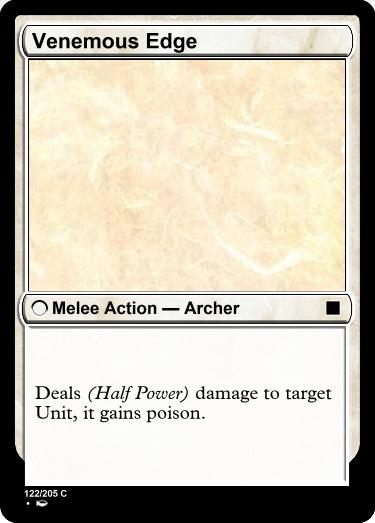 Venemous Edge
Melee Action — Archer
Deals (Half Power) damage to target
Unit, it gains poison.
122/205 C